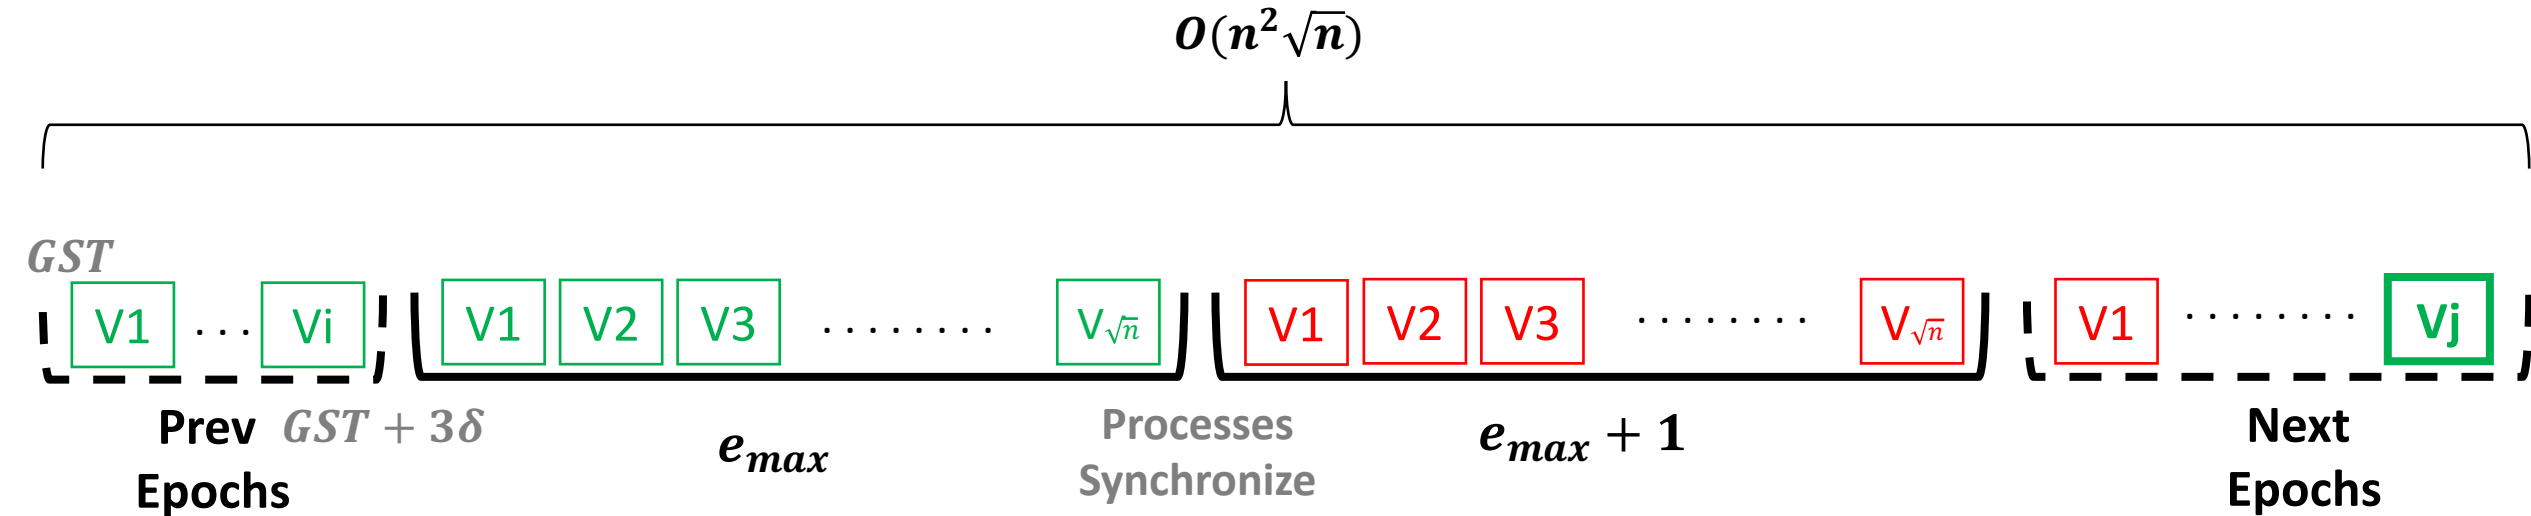 O(n²√n)
GST
V1 ... Vi V1 V2 V3 ........ V√n V1 V2 V3 ........ V√n V1 ........ Vj
Prev Epochs
GST + 3δ
e_max
Processes
Synchronize
e_max + 1
Next
Epochs